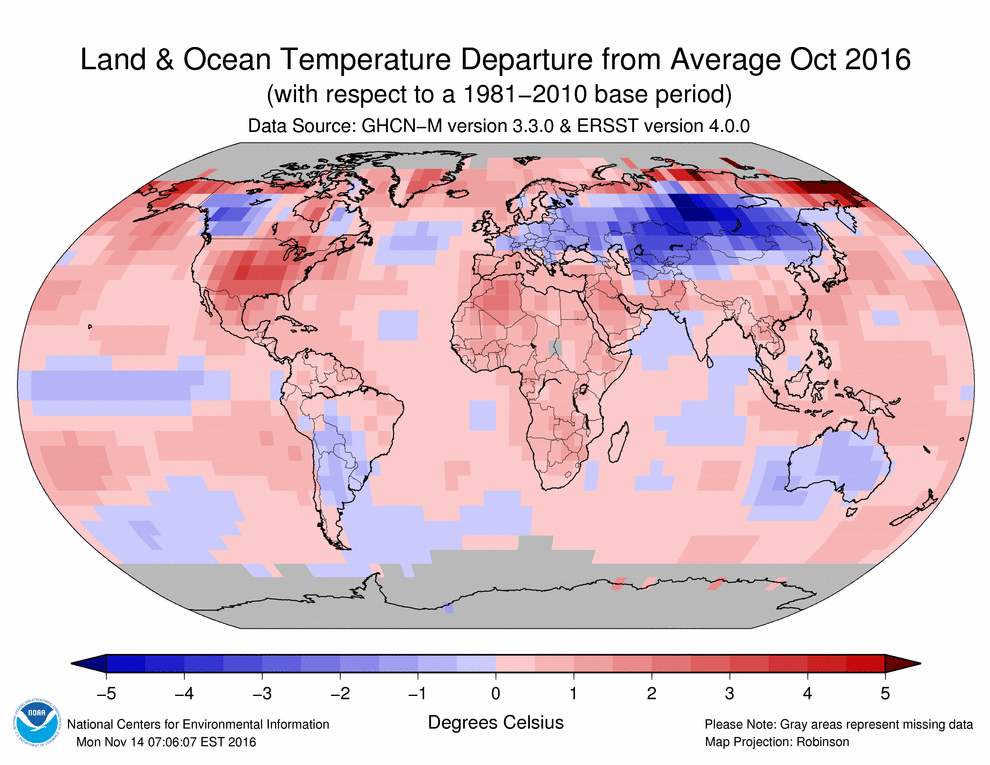 Land & Ocean Temperature Departure from Average Oct 2016
(with respect to a 1981–2010 base period)
Data Source: GHCN–M version 3.3.0 & ERSST version 4.0.0
−5 −4 −3 −2 −1 0 1 2 3 4 5
Degrees Celsius
NOAA
National Centers for Environmental Information
Mon Nov 14 07:06:07 EST 2016
Please Note: Gray areas represent missing data
Map Projection: Robinson